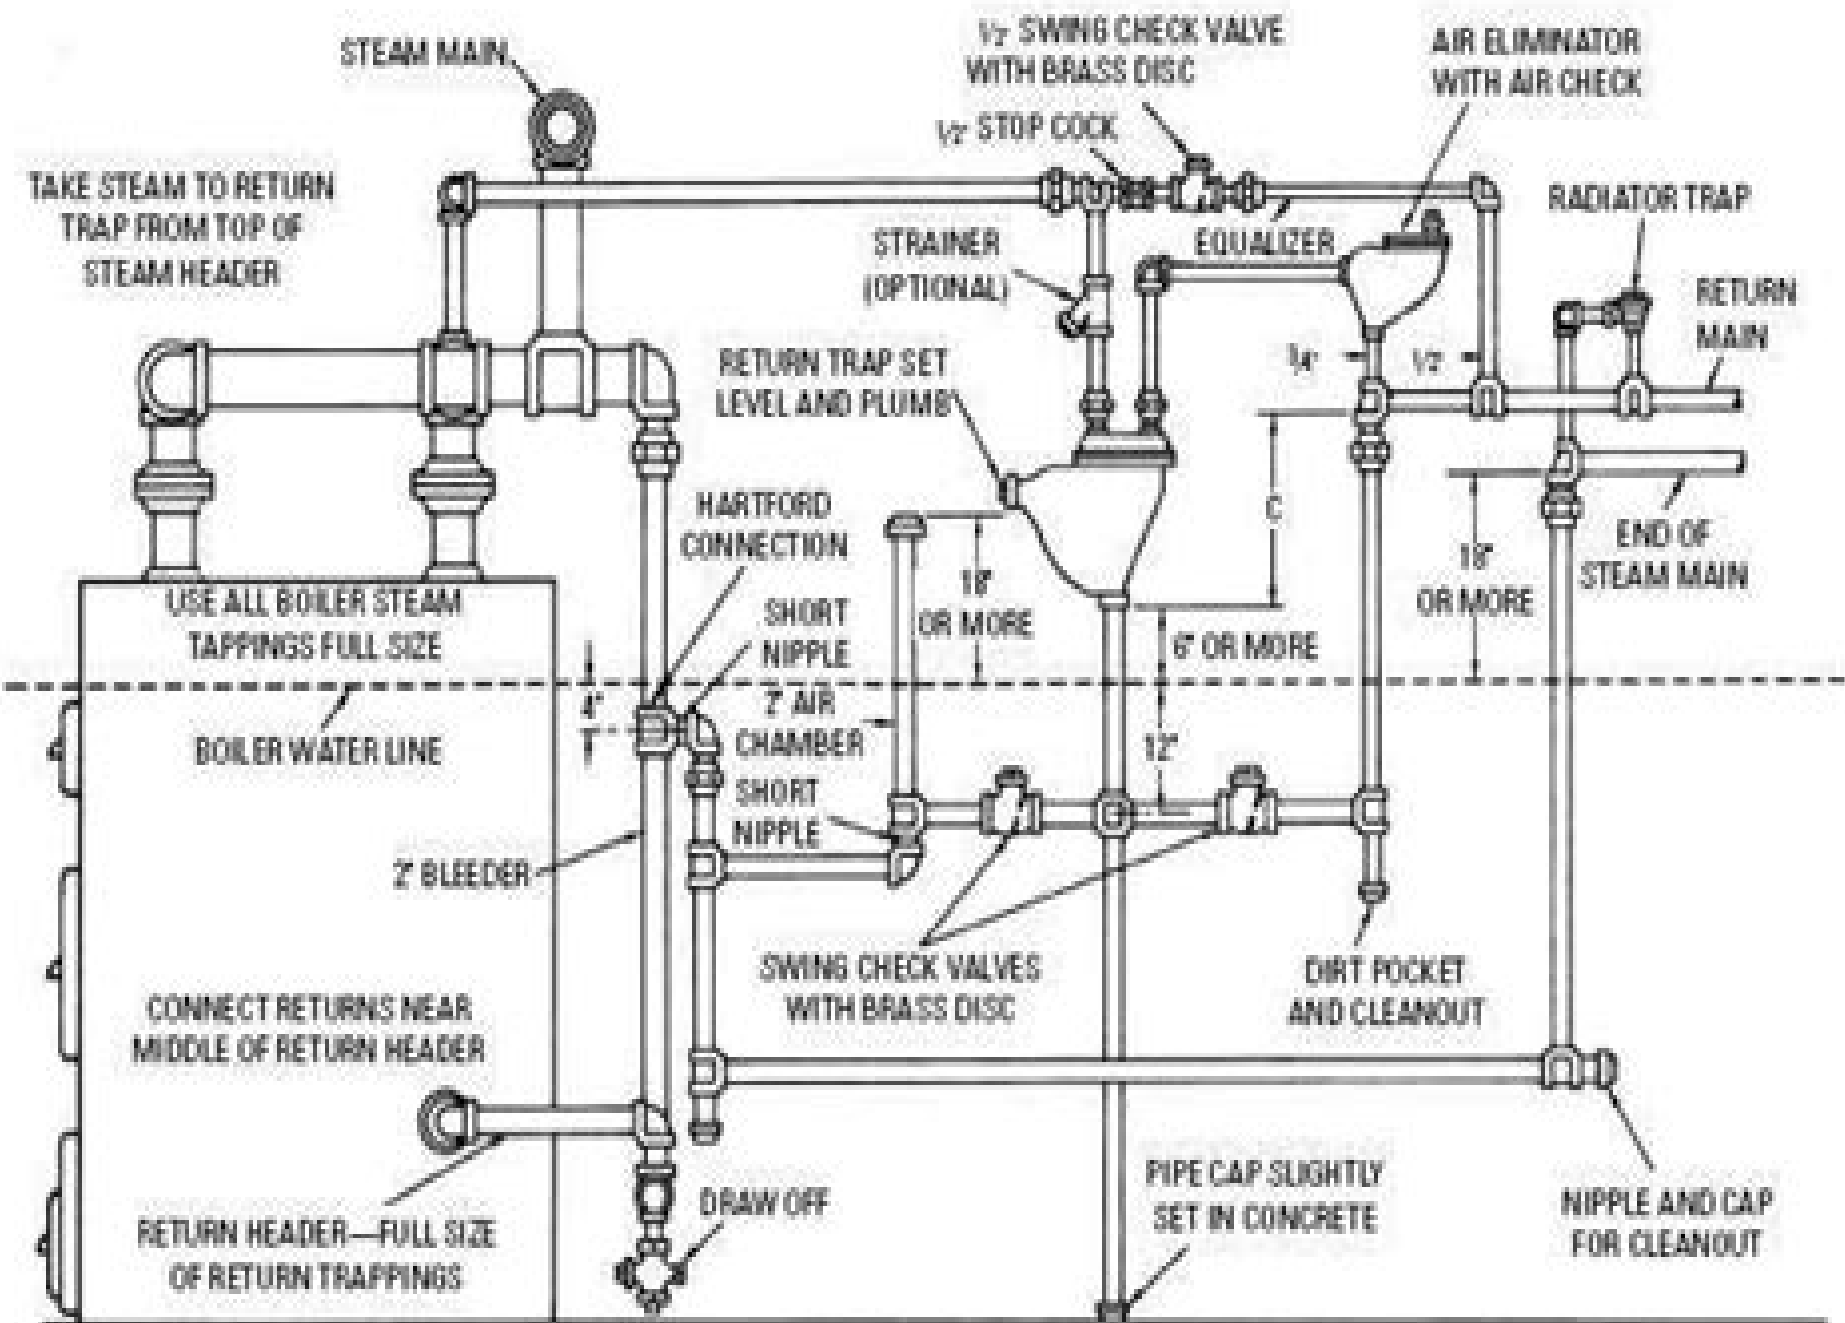 STEAM MAIN
½" SWING CHECK VALVE
WITH BRASS DISC
AIR ELIMINATOR
WITH AIR CHECK
½" STOP COCK
TAKE STEAM TO RETURN
TRAP FROM TOP OF
STEAM HEADER
RADIATOR TRAP
STRAINER
(OPTIONAL)
EQUALIZER
RETURN
MAIN
RETURN TRAP SET
LEVEL AND PLUMB
¾"
½"
HARTFORD
CONNECTION
C
END OF
STEAM MAIN
18"
OR MORE
18"
OR MORE
USE ALL BOILER STEAM
TAPPINGS FULL SIZE
SHORT
NIPPLE
6" OR MORE
4"
2" AIR
CHAMBER
BOILER WATER LINE
12"
SHORT
NIPPLE
2" BLEEDER
SWING CHECK VALVES
WITH BRASS DISC
DIRT POCKET
AND CLEANOUT
CONNECT RETURNS NEAR
MIDDLE OF RETURN HEADER
DRAW OFF
PIPE CAP SLIGHTLY
SET IN CONCRETE
NIPPLE AND CAP
FOR CLEANOUT
RETURN HEADER—FULL SIZE
OF RETURN TRAPPINGS